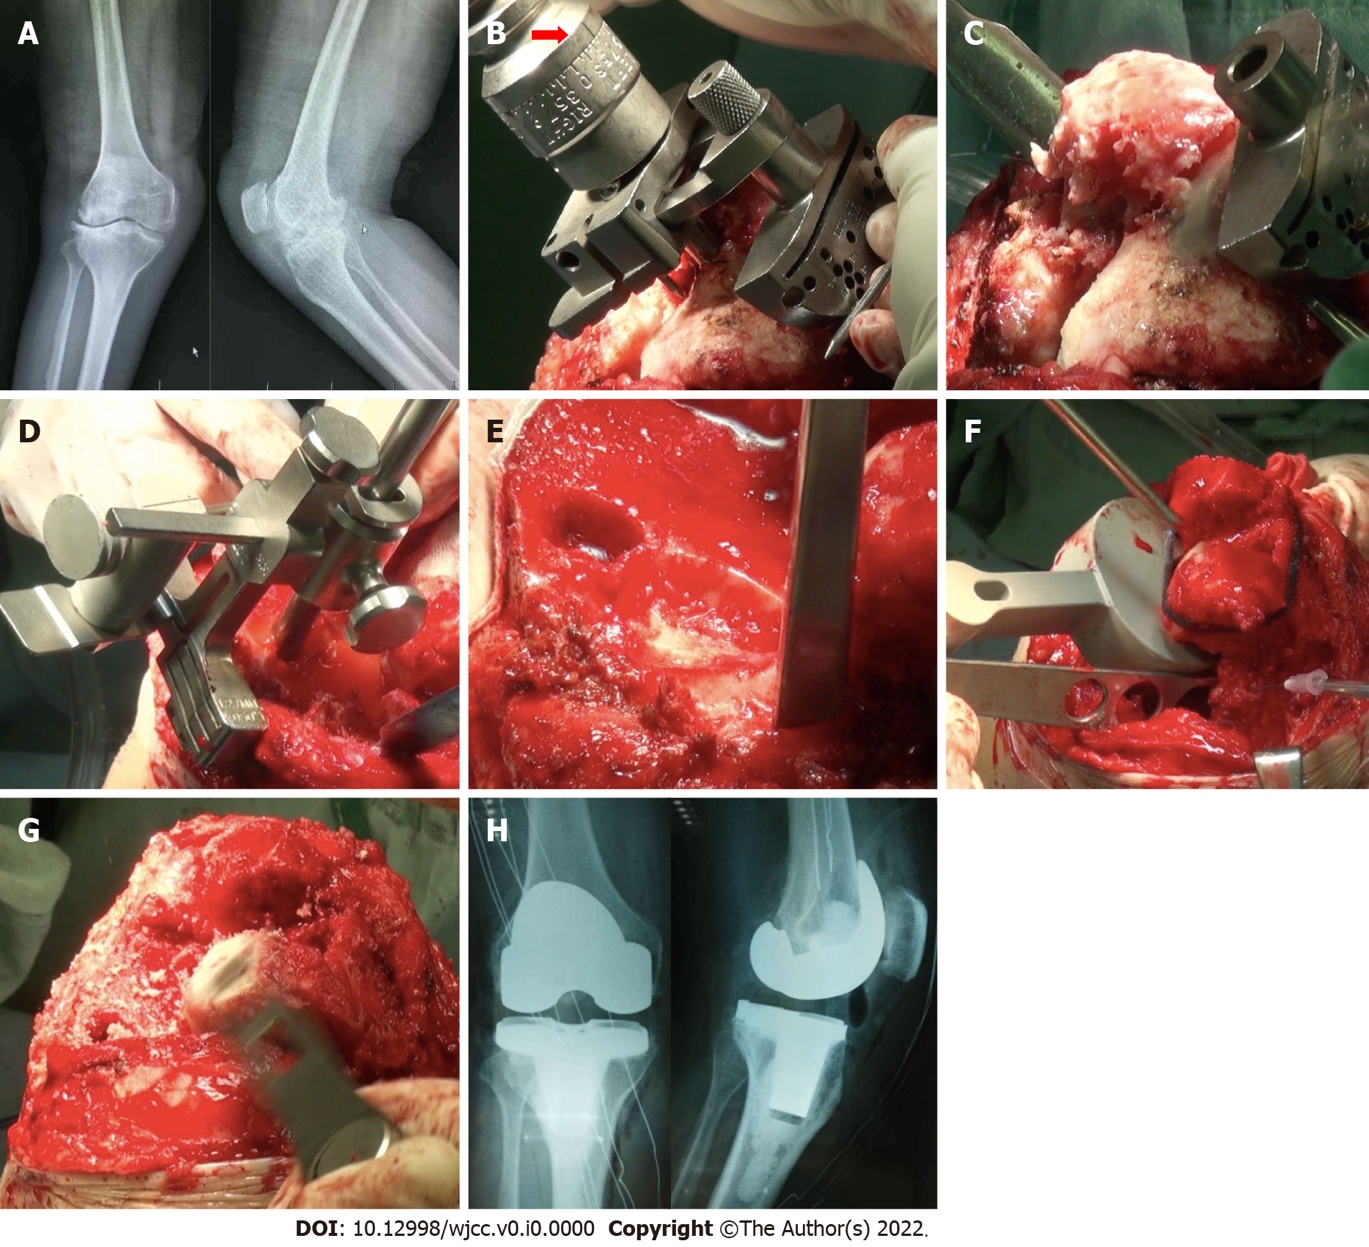 A
B
C
RIGHT
D
E
F
G
H
DOI: 10.12998/wjcc.v0.i0.0000 Copyright ©The Author(s) 2022.